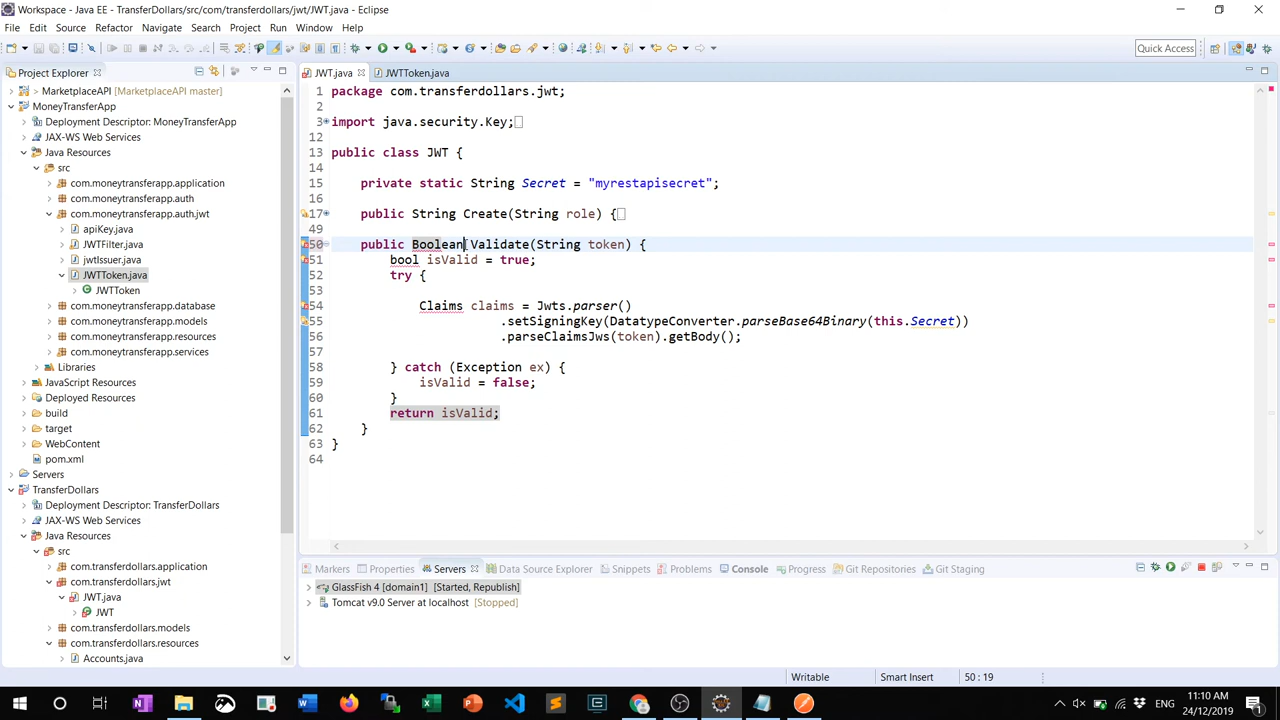 Workspace - Java EE - TransferDollars/src/com/transferdollars/jwt/JWT.java - Eclipse
File Edit Source Refactor Navigate Search Project Run Window Help
Quick Access
Project Explorer
MarketplaceAPI [MarketplaceAPI master]
MoneyTransferApp
Deployment Descriptor: MoneyTransferApp
JAX-WS Web Services
Java Resources
src
com.moneytransferapp.application
com.moneytransferapp.auth
com.moneytransferapp.auth.jwt
apiKey.java
JWTFilter.java
jwtIssuer.java
JWTToken.java
JWTToken
com.moneytransferapp.database
com.moneytransferapp.models
com.moneytransferapp.resources
com.moneytransferapp.services
Libraries
JavaScript Resources
Deployed Resources
build
target
WebContent
pom.xml
Servers
TransferDollars
Deployment Descriptor: TransferDollars
JAX-WS Web Services
Java Resources
src
com.transferdollars.application
com.transferdollars.jwt
JWT.java
JWT
com.transferdollars.models
com.transferdollars.resources
Accounts.java
JWT.java JWTToken.java
1 package com.transferdollars.jwt;
2
3 import java.security.Key;
12
13 public class JWT {
14
15 private static String Secret = "myrestapisecret";
16
17 public String Create(String role) {
49
50 public Boolean Validate(String token) {
51 bool isValid = true;
52 try {
53
54 Claims claims = Jwts.parser()
55 .setSigningKey(DatatypeConverter.parseBase64Binary(this.Secret))
56 .parseClaimsJws(token).getBody();
57
58 } catch (Exception ex) {
59 isValid = false;
60 }
61 return isValid;
62 }
63 }
64
Markers Properties Servers Data Source Explorer Snippets Problems Console Progress Git Repositories Git Staging
GlassFish 4 [domain1] [Started, Republish]
Tomcat v9.0 Server at localhost [Stopped]
Writable Smart Insert 50 : 19
11:10 AM
24/12/2019